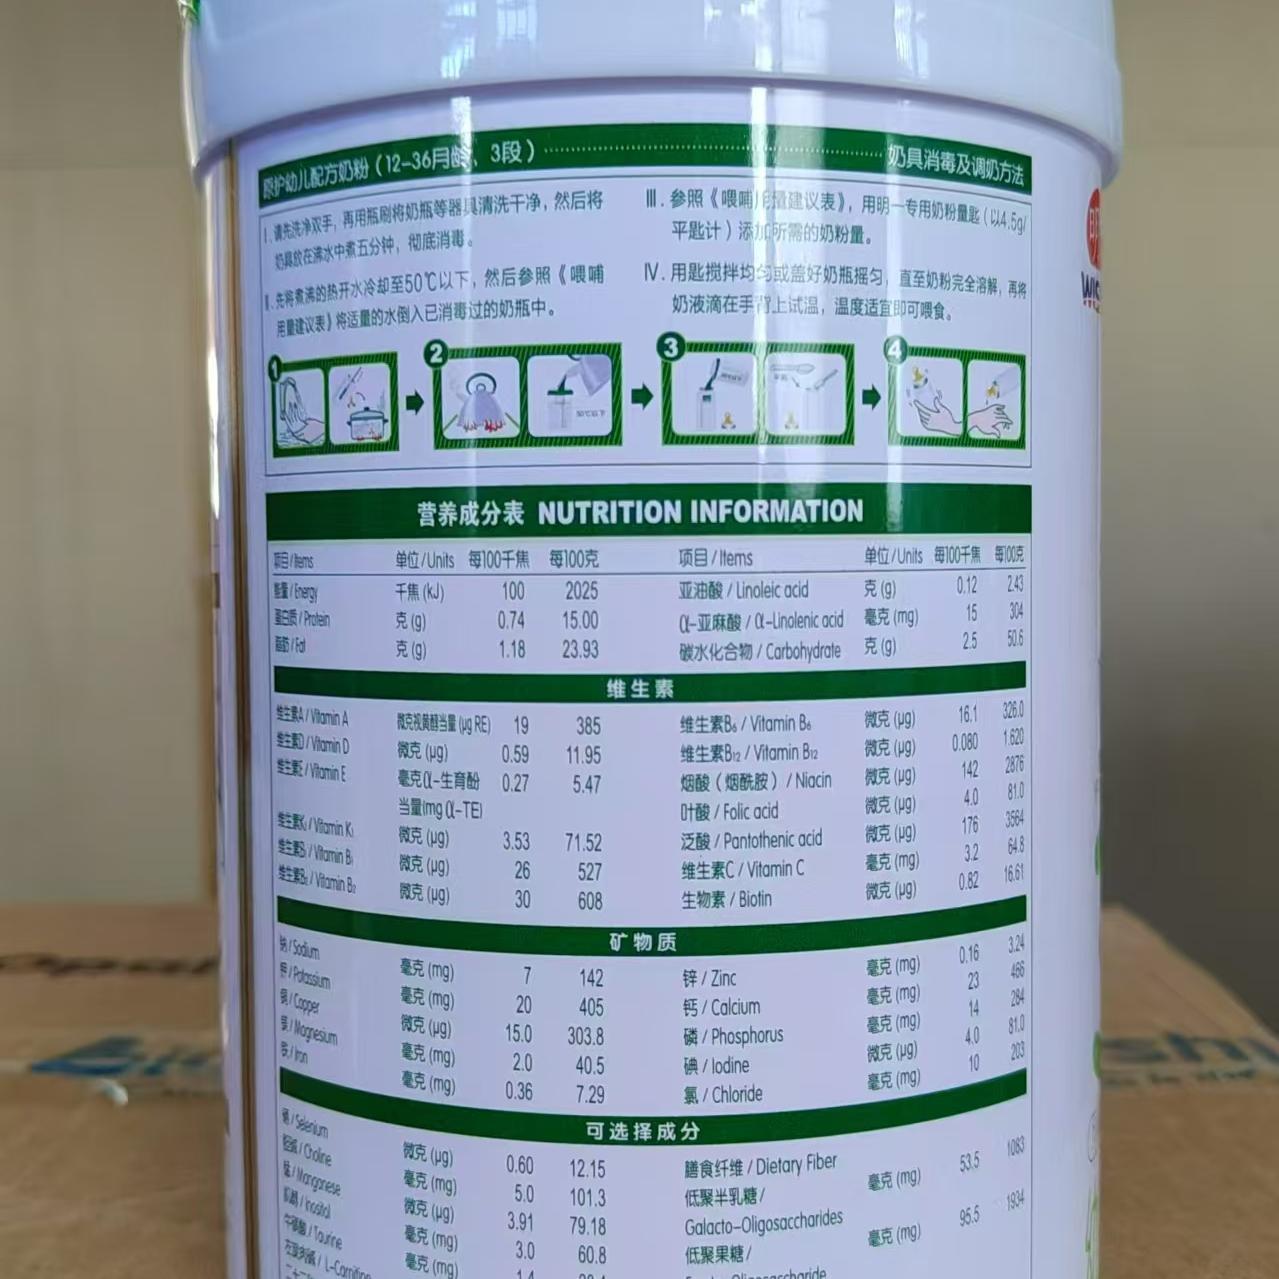 原护幼儿配方奶粉（12-36月龄、3段）
奶具消毒及调奶方法
Ⅰ. 请先洗净双手，再用瓶刷将奶瓶等器具清洗干净，然后将
奶具放在沸水中煮五分钟，彻底消毒。
Ⅱ. 先将煮沸的热开水冷却至50℃以下，然后参照《喂哺
用量建议表》将适量的水倒入已消毒过的奶瓶中。
Ⅲ. 参照《喂哺用量建议表》，用明一专用奶粉量匙（以4.5g/
平匙计）添加所需的奶粉量。
Ⅳ. 用匙搅拌均匀或盖好奶瓶摇匀，直至奶粉完全溶解，再将
奶液滴在手背上试温，温度适宜即可喂食。
1
2
50℃以下
3
4
营养成分表 NUTRITION INFORMATION
项目/Items 单位/Units 每100千焦 每100克 项目/Items 单位/Units 每100千焦 每100克
能量/Energy 千焦(kJ) 100 2025 亚油酸/Linoleic acid 克(g) 0.12 2.43
蛋白质/Protein 克(g) 0.74 15.00 α-亚麻酸/α-Linolenic acid 毫克(mg) 15 304
脂肪/Fat 克(g) 1.18 23.93 碳水化合物/Carbohydrate 克(g) 2.5 50.6
维生素
维生素A/Vitamin A 微克视黄醇当量(μg RE) 19 385 维生素B₆/Vitamin B₆ 微克(μg) 16.1 326.0
维生素D/Vitamin D 微克(μg) 0.59 11.95 维生素B₁₂/Vitamin B₁₂ 微克(μg) 0.080 1.620
维生素E/Vitamin E 毫克α-生育酚 0.27 5.47 烟酸（烟酰胺）/Niacin 微克(μg) 142 2876
当量(mg α-TE) 叶酸/Folic acid 微克(μg) 4.0 81.0
维生素K₁/Vitamin K₁ 微克(μg) 3.53 71.52 泛酸/Pantothenic acid 微克(μg) 176 3564
维生素B₁/Vitamin B₁ 微克(μg) 26 527 维生素C/Vitamin C 毫克(mg) 3.2 64.8
维生素B₂/Vitamin B₂ 微克(μg) 30 608 生物素/Biotin 微克(μg) 0.82 16.61
矿物质
钠/Sodium 毫克(mg) 7 142 锌/Zinc 毫克(mg) 0.16 3.24
钾/Potassium 毫克(mg) 20 405 钙/Calcium 毫克(mg) 23 466
铜/Copper 微克(μg) 15.0 303.8 磷/Phosphorus 毫克(mg) 14 284
镁/Magnesium 毫克(mg) 2.0 40.5 碘/Iodine 微克(μg) 4.0 81.0
铁/Iron 毫克(mg) 0.36 7.29 氯/Chloride 毫克(mg) 10 203
可选择成分
硒/Selenium 微克(μg) 0.60 12.15 膳食纤维/Dietary Fiber 毫克(mg) 53.5 1083
胆碱/Choline 毫克(mg) 5.0 101.3 低聚半乳糖/
锰/Manganese 微克(μg) 3.91 79.18 Galacto-Oligosaccharides 毫克(mg) 95.5 1934
肌醇/Inositol 毫克(mg) 3.0 60.8 低聚果糖/
牛磺酸/Taurine 毫克(mg) 1.4
左旋肉碱/L-Carnitine